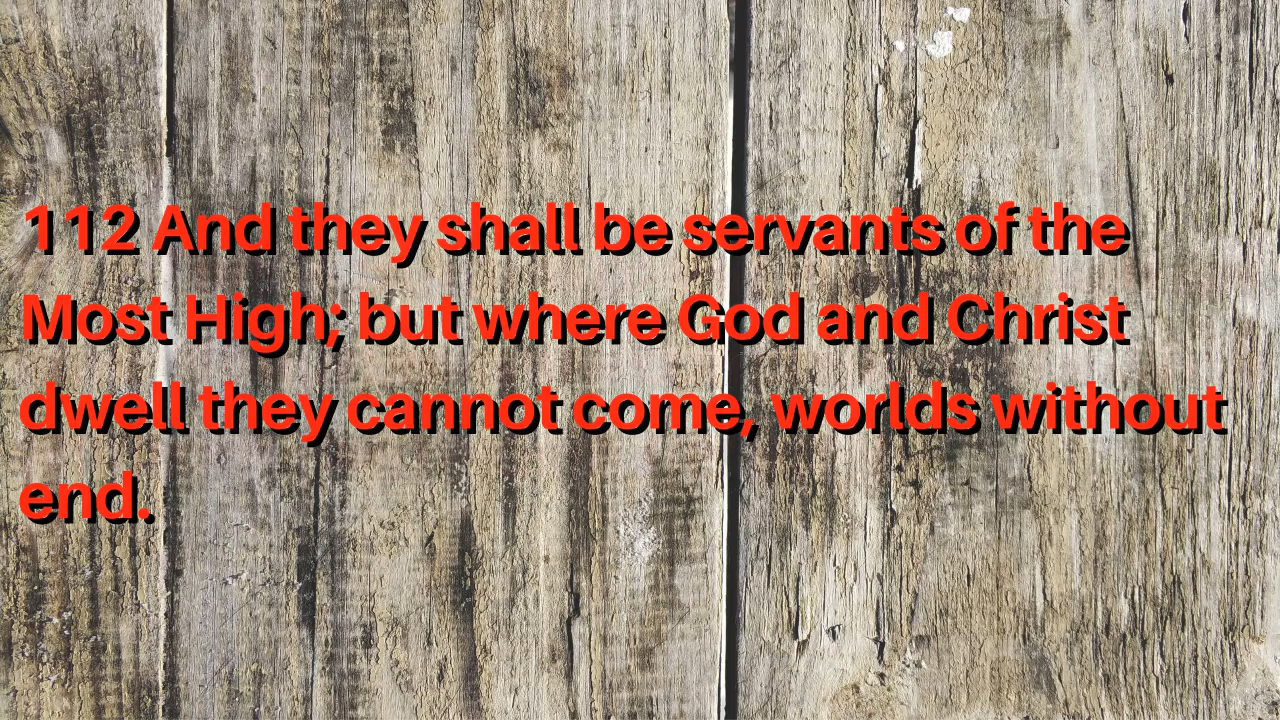 112 And they shall be servants of the
Most High; but where God and Christ
dwell they cannot come, worlds without
end.